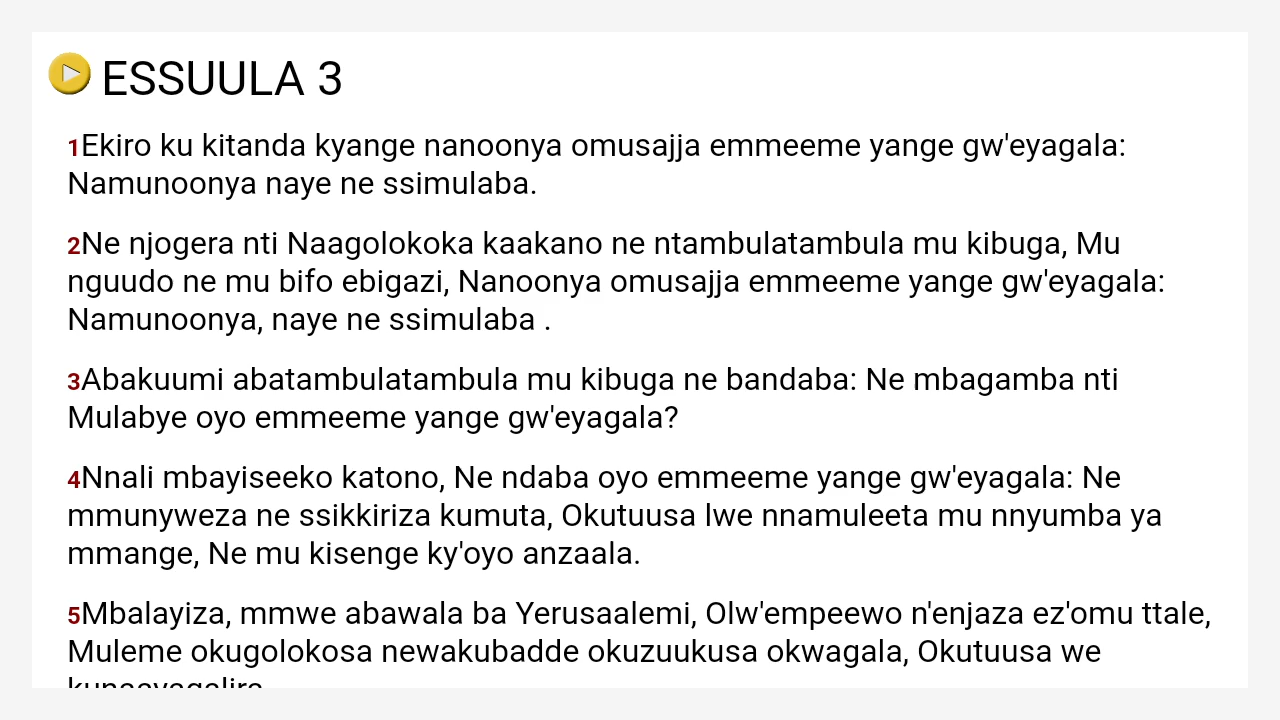 ESSUULA 3
1Ekiro ku kitanda kyange nanoonya omusajja emmeeme yange gw'eyagala:
Namunoonya naye ne ssimulaba.
2Ne njogera nti Naagolokoka kaakano ne ntambulatambula mu kibuga, Mu
nguudo ne mu bifo ebigazi, Nanoonya omusajja emmeeme yange gw'eyagala:
Namunoonya, naye ne ssimulaba .
3Abakuumi abatambulatambula mu kibuga ne bandaba: Ne mbagamba nti
Mulabye oyo emmeeme yange gw'eyagala?
4Nnali mbayiseeko katono, Ne ndaba oyo emmeeme yange gw'eyagala: Ne
mmunyweza ne ssikkiriza kumuta, Okutuusa lwe nnamuleeta mu nnyumba ya
mmange, Ne mu kisenge ky'oyo anzaala.
5Mbalayiza, mmwe abawala ba Yerusaalemi, Olw'empeewo n'enjaza ez'omu ttale,
Muleme okugolokosa newakubadde okuzuukusa okwagala, Okutuusa we